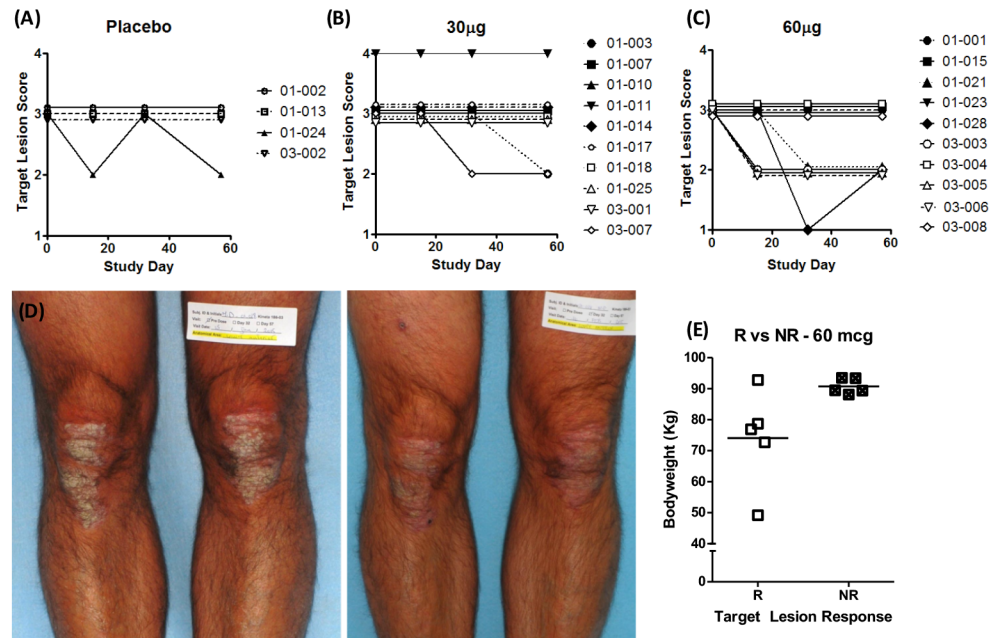 (A)
Placebo
Target Lesion Score
4
3
2
1
0
20
40
60
Study Day
01-002
01-013
01-024
03-002
(B)
30μg
Target Lesion Score
4
3
2
1
0
20
40
60
Study Day
01-003
01-007
01-010
01-011
01-014
01-017
01-018
01-025
03-001
03-007
(C)
60μg
Target Lesion Score
4
3
2
1
0
20
40
60
Study Day
01-001
01-015
01-021
01-023
01-028
03-003
03-004
03-005
03-006
03-008
(D)
(E)
R vs NR - 60 mcg
Bodyweight (Kg)
100
90
80
70
60
50
40
0
R
NR
Target Lesion Response